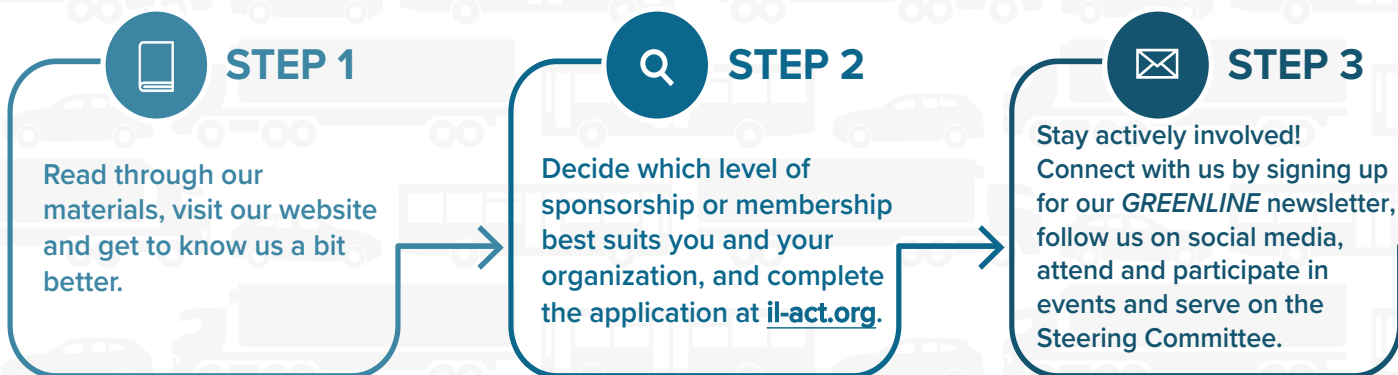 STEP 1
Read through our
materials, visit our website
and get to know us a bit
better.
STEP 2
Decide which level of
sponsorship or membership
best suits you and your
organization, and complete
the application at il-act.org.
STEP 3
Stay actively involved!
Connect with us by signing up
for our GREENLINE newsletter,
follow us on social media,
attend and participate in
events and serve on the
Steering Committee.